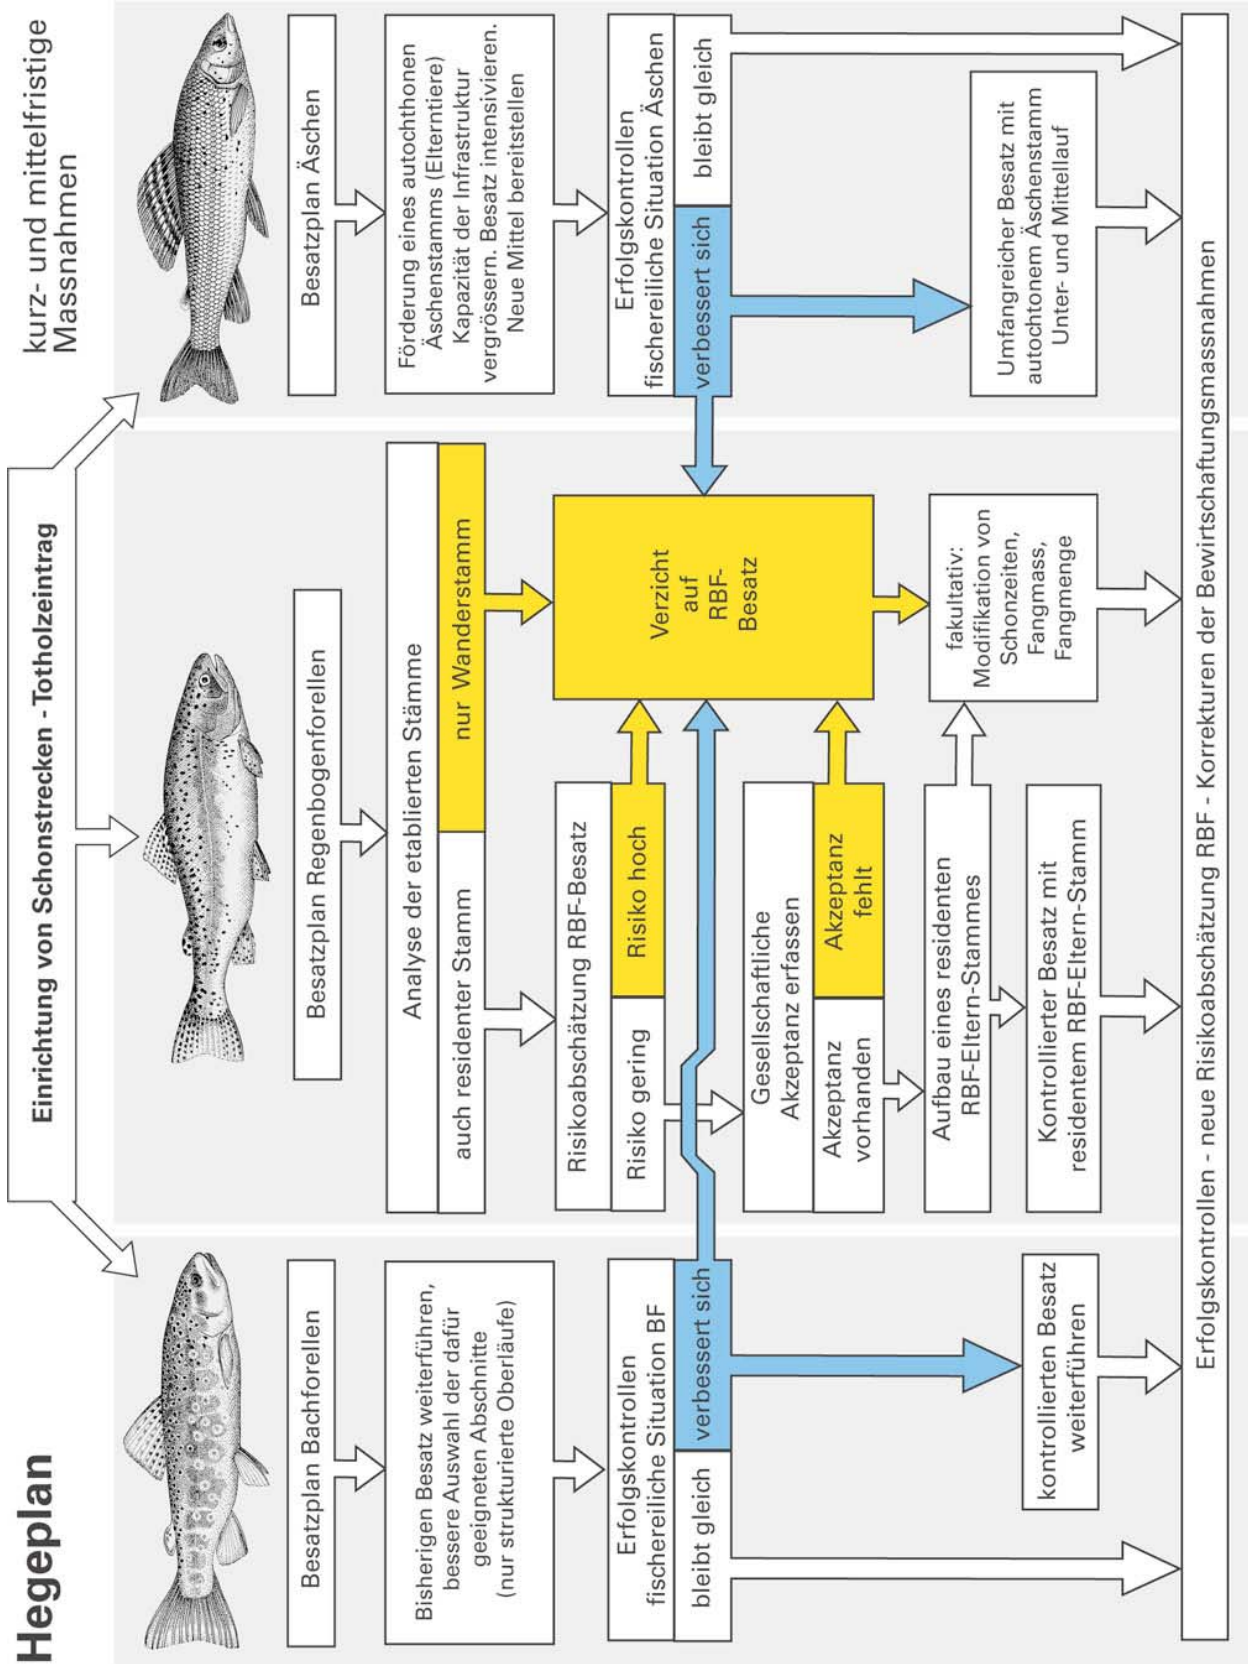 Hegeplan
kurz- und mittelfristige
Massnahmen
Einrichtung von Schonstrecken - Totholzeintrag
Besatzplan Bachforellen
Bisherigen Besatz weiterführen,
bessere Auswahl der dafür
geeigneten Abschnitte
(nur strukturierte Oberläufe)
Erfolgskontrollen
fischereiliche Situation BF
bleibt gleich
verbessert sich
kontrollierten Besatz
weiterführen
Besatzplan Regenbogenforellen
Analyse der etablierten Stämme
auch residenter Stamm
nur Wanderstamm
Risikoabschätzung RBF-Besatz
Risiko gering
Risiko hoch
Verzicht
auf
RBF-
Besatz
Gesellschaftliche
Akzeptanz erfassen
Akzeptanz
vorhanden
Akzeptanz
fehlt
Aufbau eines residenten
RBF-Eltern-Stammes
fakultativ:
Modifikation von
Schonzeiten,
Fangmass,
Fangmenge
Kontrollierter Besatz mit
residentem RBF-Eltern-Stamm
Besatzplan Äschen
Förderung eines autochthonen
Äschenstamms (Elterntiere)
Kapazität der Infrastruktur
vergrössern. Besatz intensivieren.
Neue Mittel bereitstellen
Erfolgskontrollen
fischereiliche Situation Äschen
verbessert sich
bleibt gleich
Umfangreicher Besatz mit
autochtonem Äschenstamm
Unter- und Mittellauf
Erfolgskontrollen - neue Risikoabschätzung RBF - Korrekturen der Bewirtschaftungsmassnahmen